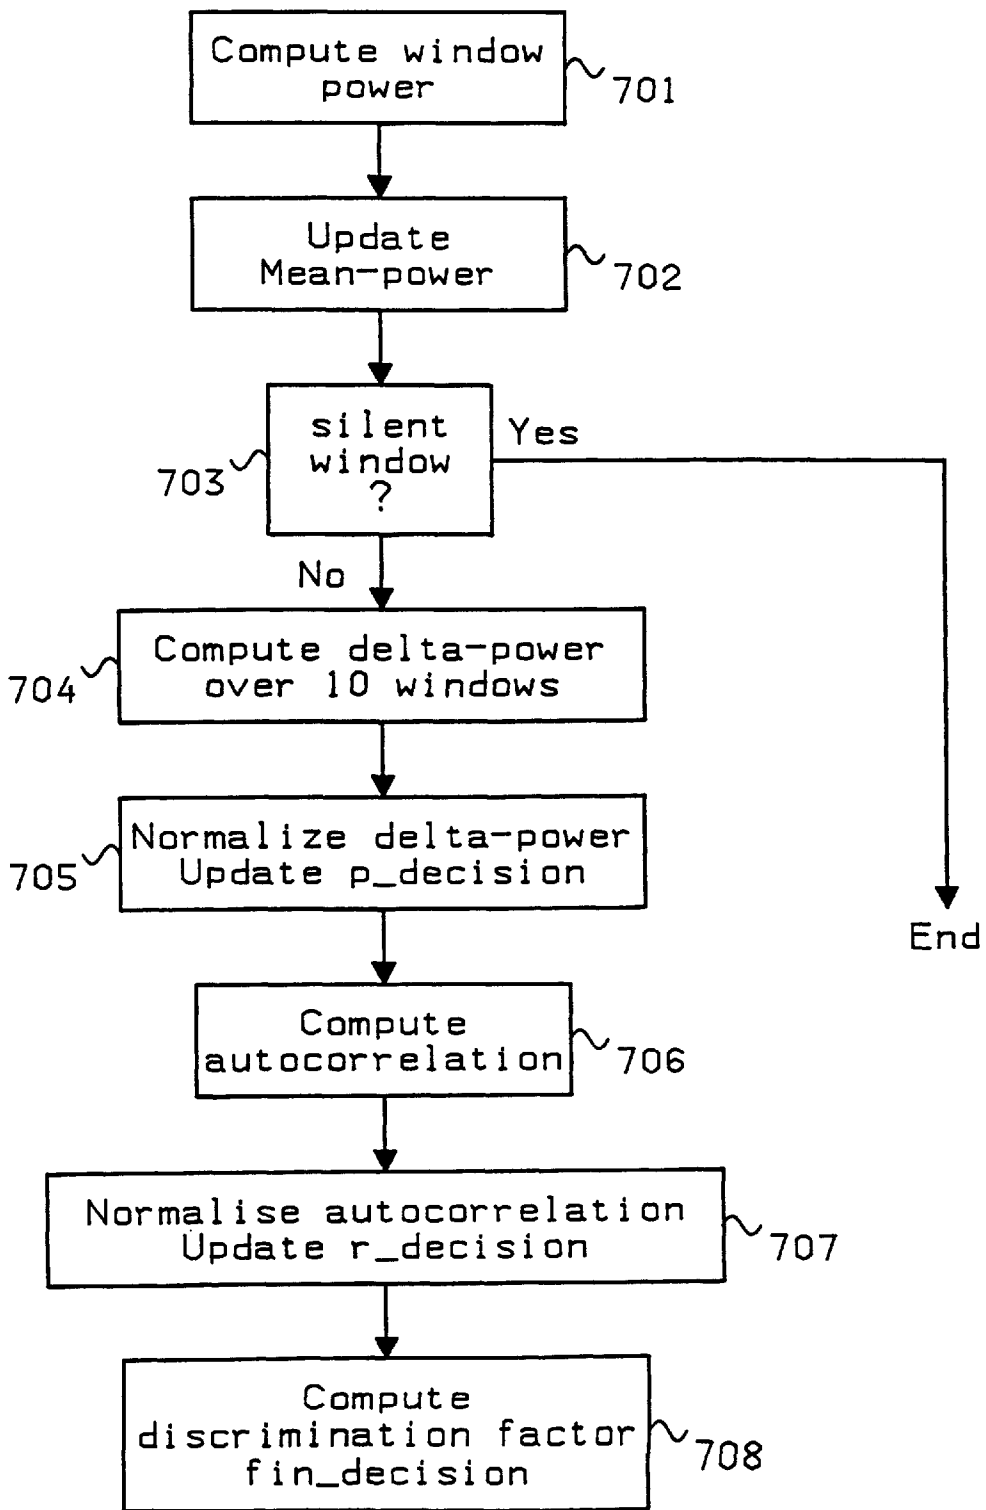 Compute window
power
701
Update
Mean-power
702
silent
window
?
Yes
703
No
Compute delta-power
over 10 windows
704
Normalize delta-power
Update p_decision
705
End
Compute
autocorrelation
706
Normalise autocorrelation
Update r_decision
707
Compute
discrimination factor
fin_decision
708